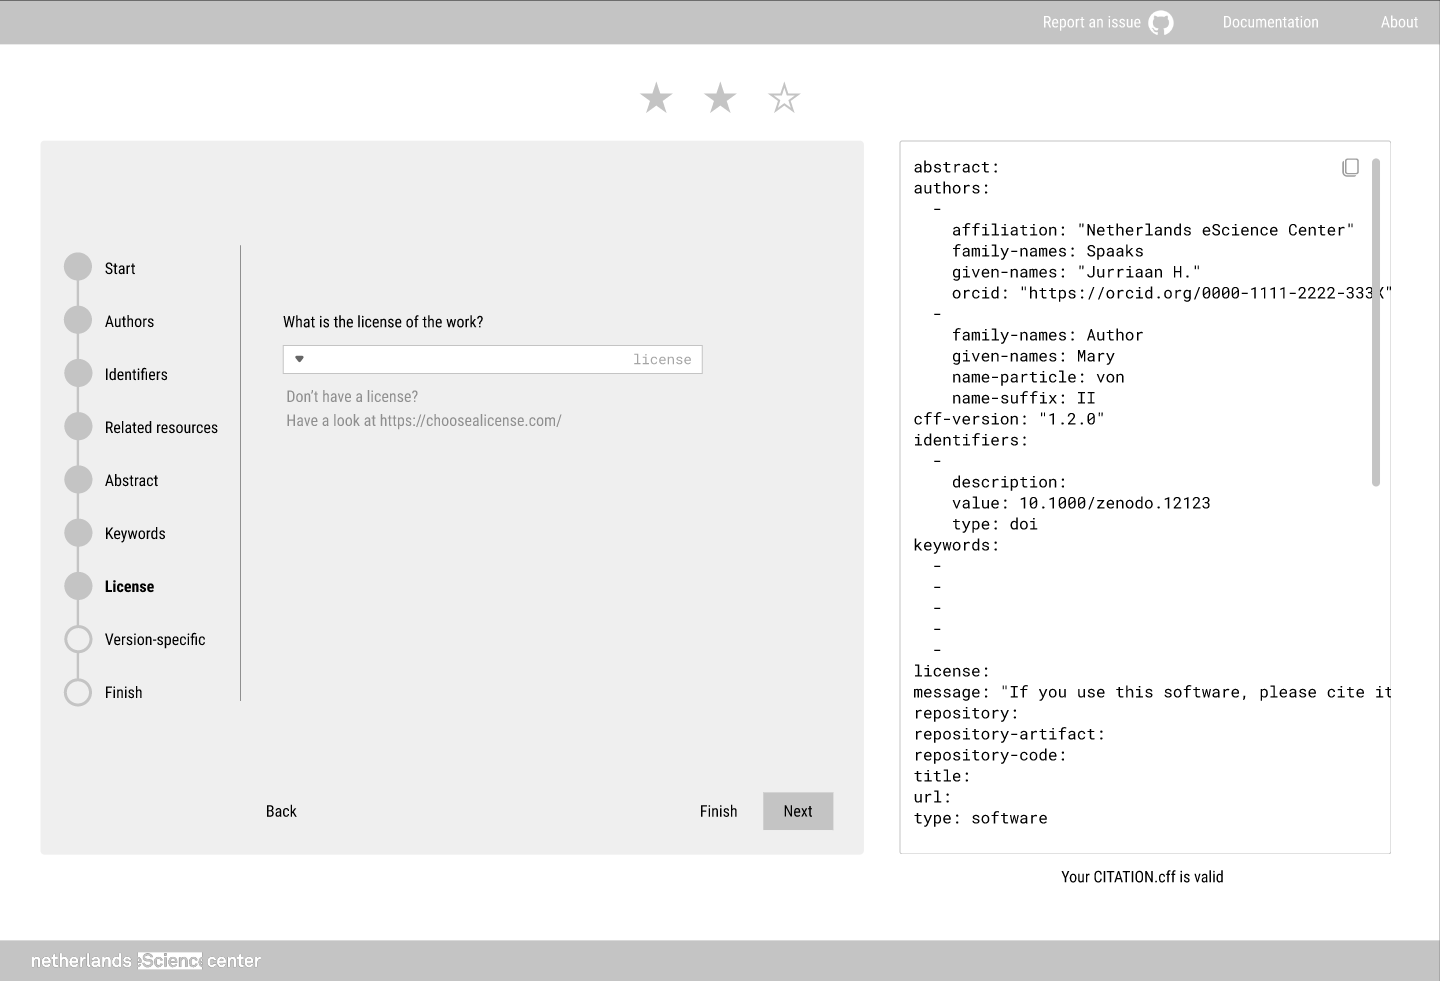 Report an issue
Documentation
About
Start
Authors
Identifiers
Related resources
Abstract
Keywords
License
Version-specific
Finish
What is the license of the work?
license
Don't have a license?
Have a look at https://choosealicense.com/
Back
Finish
Next
abstract:
authors:
-
affiliation: "Netherlands eScience Center"
family-names: Spaaks
given-names: "Jurriaan H."
orcid: "https://orcid.org/0000-1111-2222-333X"
-
family-names: Author
given-names: Mary
name-particle: von
name-suffix: II
cff-version: "1.2.0"
identifiers:
-
description:
value: 10.1000/zenodo.12123
type: doi
keywords:
-
-
-
-
-
license:
message: "If you use this software, please cite it
repository:
repository-artifact:
repository-code:
title:
url:
type: software
Your CITATION.cff is valid
netherlands eScience center